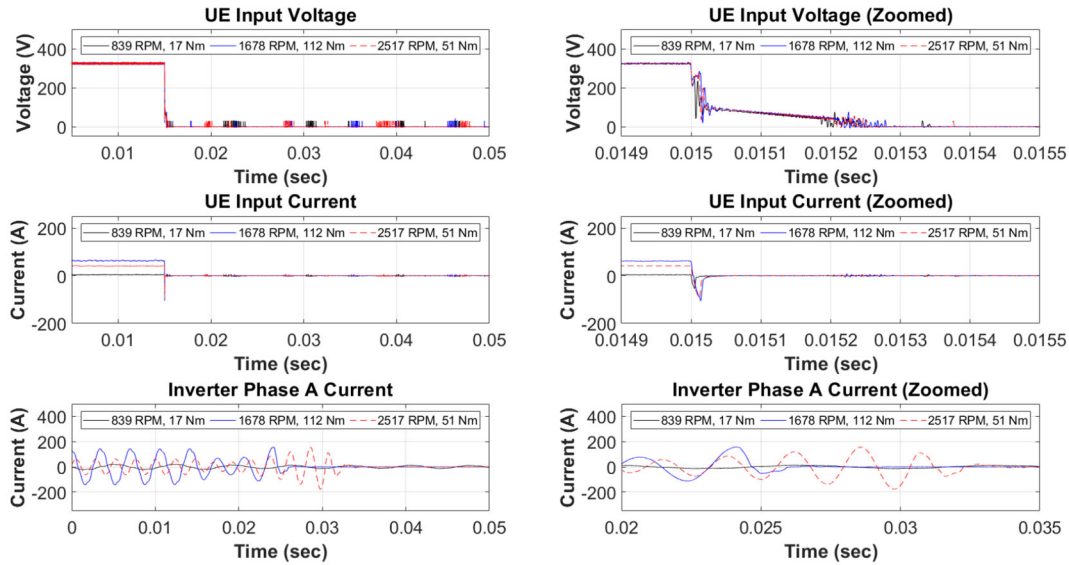 UE Input Voltage
Voltage (V)
400
200
0
839 RPM, 17 Nm 1678 RPM, 112 Nm 2517 RPM, 51 Nm
0.01 0.02 0.03 0.04 0.05
Time (sec)
UE Input Voltage (Zoomed)
Voltage (V)
400
200
0
839 RPM, 17 Nm 1678 RPM, 112 Nm 2517 RPM, 51 Nm
0.0149 0.015 0.0151 0.0152 0.0153 0.0154 0.0155
Time (sec)
UE Input Current
Current (A)
200
0
-200
839 RPM, 17 Nm 1678 RPM, 112 Nm 2517 RPM, 51 Nm
0.01 0.02 0.03 0.04 0.05
Time (sec)
UE Input Current (Zoomed)
Current (A)
200
0
-200
839 RPM, 17 Nm 1678 RPM, 112 Nm 2517 RPM, 51 Nm
0.0149 0.015 0.0151 0.0152 0.0153 0.0154 0.0155
Time (sec)
Inverter Phase A Current
Current (A)
400
200
0
-200
839 RPM, 17 Nm 1678 RPM, 112 Nm 2517 RPM, 51 Nm
0 0.01 0.02 0.03 0.04 0.05
Time (sec)
Inverter Phase A Current (Zoomed)
Current (A)
400
200
0
-200
839 RPM, 17 Nm 1678 RPM, 112 Nm 2517 RPM, 51 Nm
0.02 0.025 0.03 0.035
Time (sec)